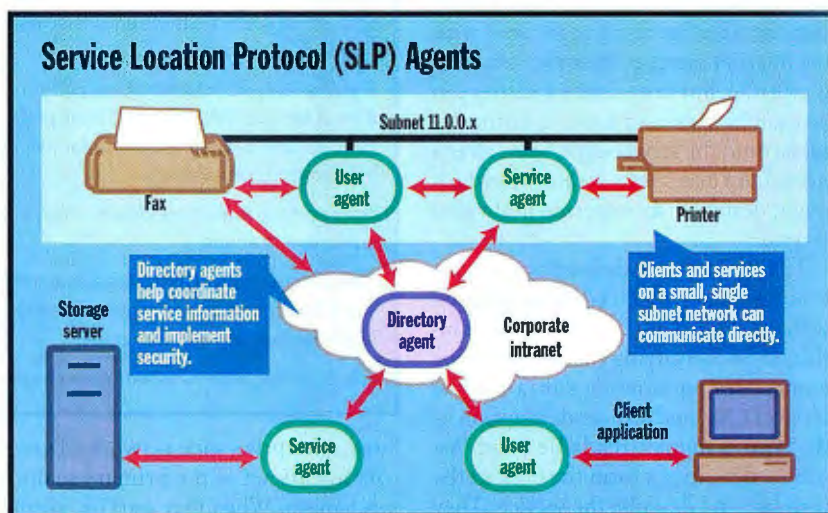 Service Location Protocol (SLP) Agents
Subnet 11.0.0.x
Fax
User
agent
Service
agent
Printer
Directory agents
help coordinate
service information
and implement
security.
Clients and services
on a small, single
subnet network can
communicate directly.
Storage
server
Directory
agent
Corporate
intranet
Service
agent
User
agent
Client
application